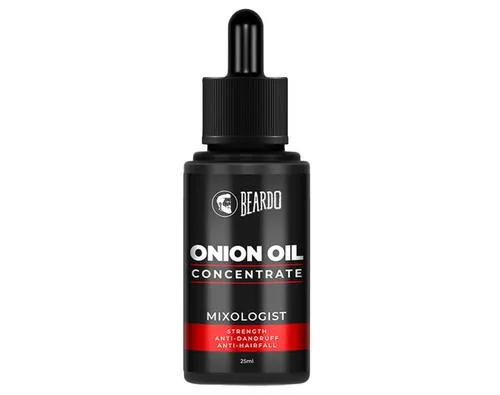 BEARDO
ONION OIL
CONCENTRATE
MIXOLOGIST
STRENGTH
ANTI-DANDRUFF
ANTI-HAIRFALL
25ml